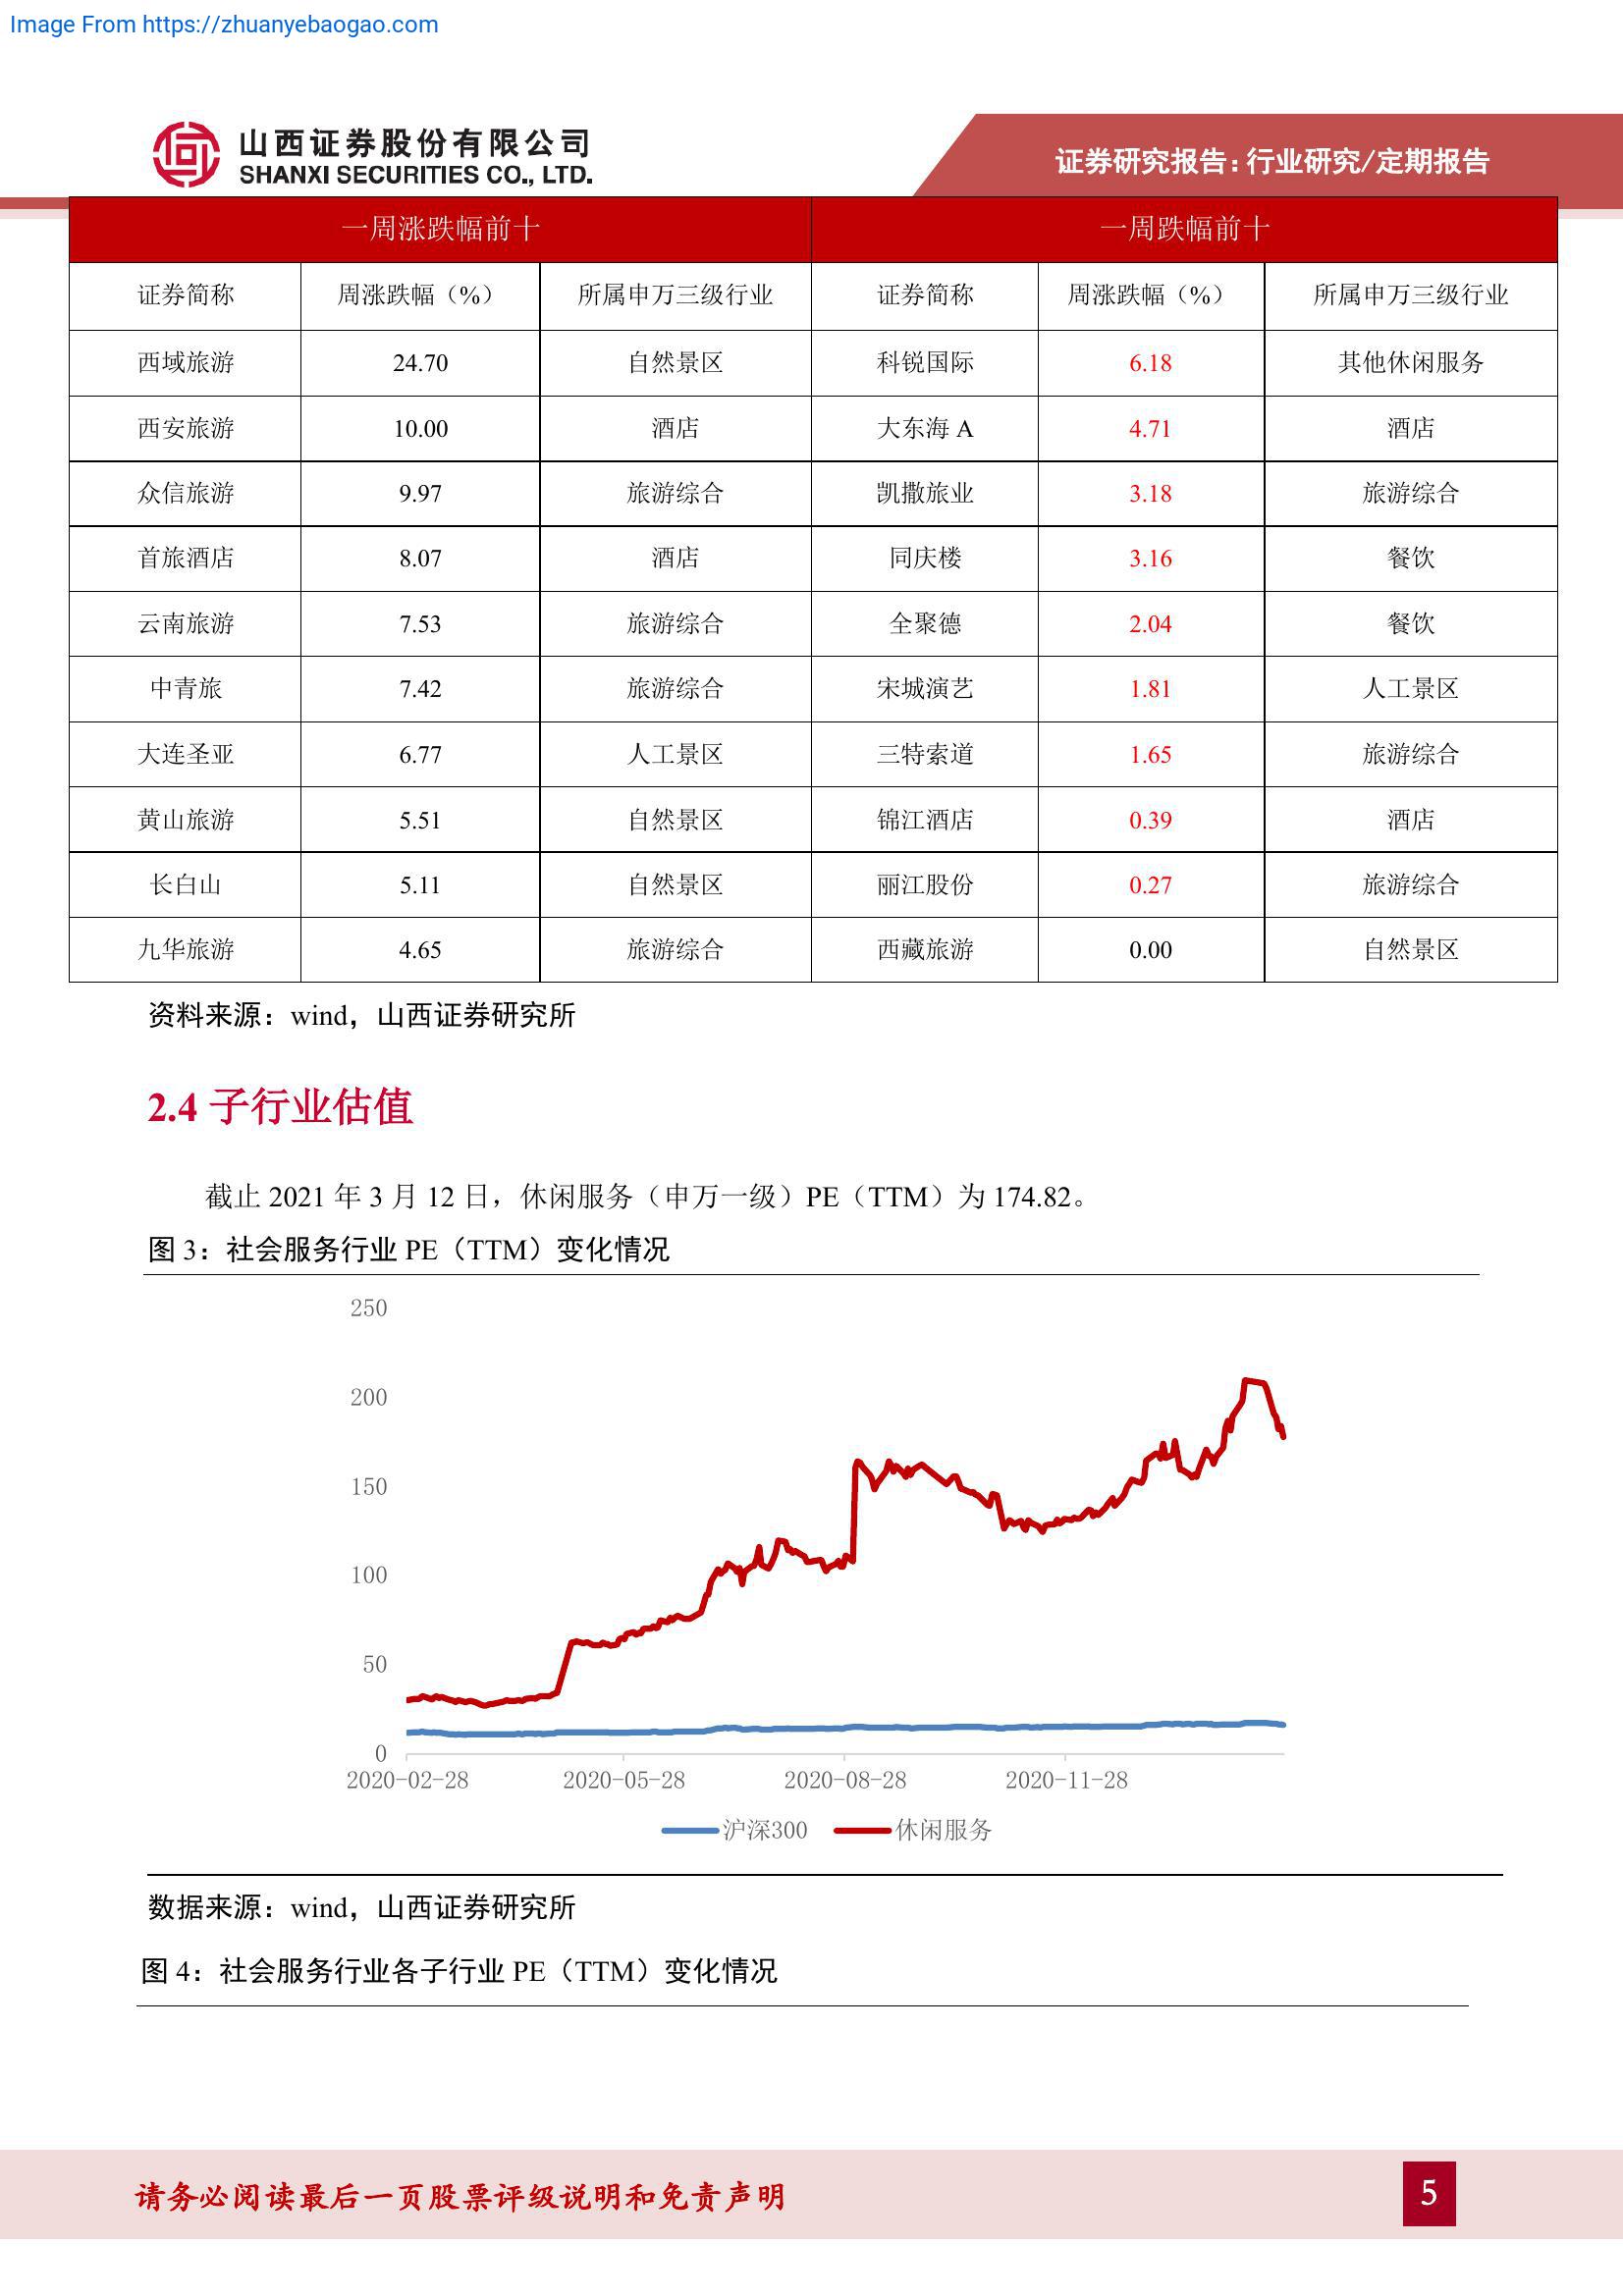 Image From https://zhuanyebaogao.com
山西证券股份有限公司
SHANXI SECURITIES CO., LTD.
证券研究报告:行业研究/定期报告
一周涨跌幅前十 一周跌幅前十
证券简称 周涨跌幅（%） 所属申万三级行业 证券简称 周涨跌幅（%） 所属申万三级行业
西域旅游 24.70 自然景区 科锐国际 6.18 其他休闲服务
西安旅游 10.00 酒店 大东海 A 4.71 酒店
众信旅游 9.97 旅游综合 凯撒旅业 3.18 旅游综合
首旅酒店 8.07 酒店 同庆楼 3.16 餐饮
云南旅游 7.53 旅游综合 全聚德 2.04 餐饮
中青旅 7.42 旅游综合 宋城演艺 1.81 人工景区
大连圣亚 6.77 人工景区 三特索道 1.65 旅游综合
黄山旅游 5.51 自然景区 锦江酒店 0.39 酒店
长白山 5.11 自然景区 丽江股份 0.27 旅游综合
九华旅游 4.65 旅游综合 西藏旅游 0.00 自然景区
资料来源：wind，山西证券研究所
2.4 子行业估值
截止 2021 年 3 月 12 日，休闲服务（申万一级）PE（TTM）为 174.82。
图 3：社会服务行业 PE（TTM）变化情况
250
200
150
100
50
0
2020-02-28 2020-05-28 2020-08-28 2020-11-28
沪深300 休闲服务
数据来源：wind，山西证券研究所
图 4：社会服务行业各子行业 PE（TTM）变化情况
请务必阅读最后一页股票评级说明和免责声明
5